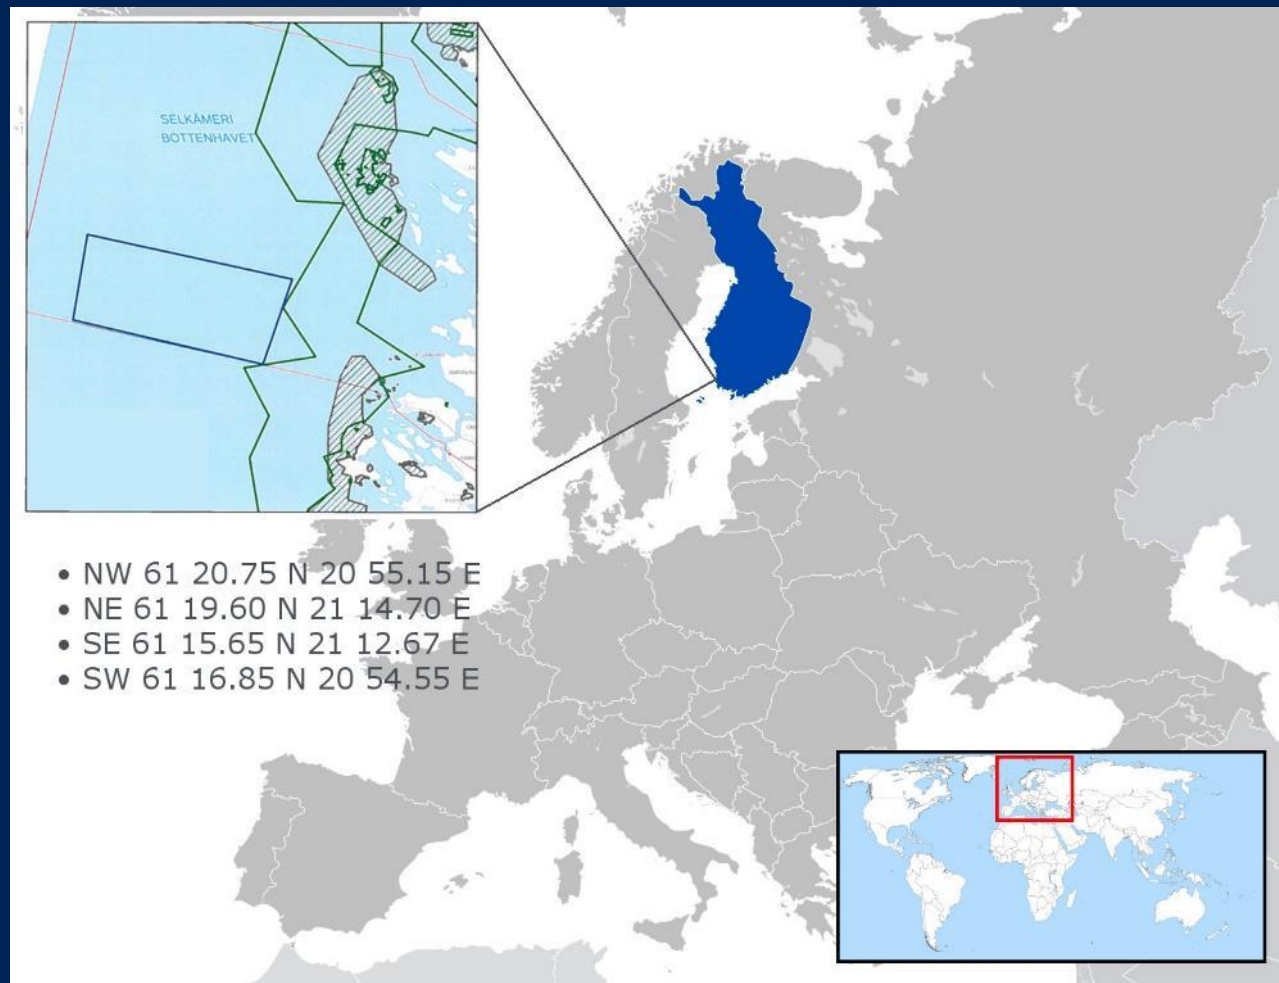 SELKÄMERI
BOTTENHAVET
• NW 61 20.75 N 20 55.15 E
• NE 61 19.60 N 21 14.70 E
• SE 61 15.65 N 21 12.67 E
• SW 61 16.85 N 20 54.55 E